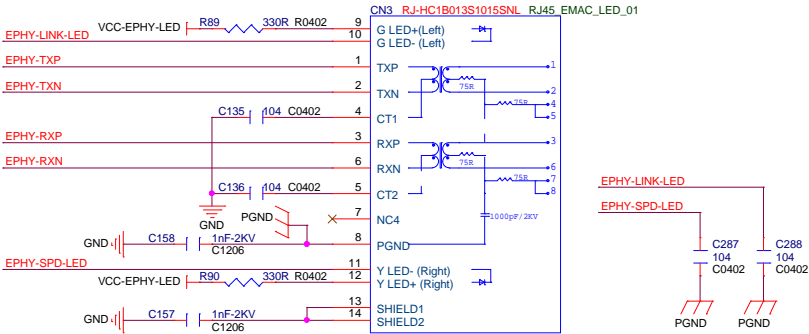 CN3 RJ-HC1B013S1015SNL RJ45_EMAC_LED_01
VCC-EPHY-LED R89 330R R0402 9 G LED+(Left)
EPHY-LINK-LED 10 G LED- (Left)
EPHY-TXP 1 TXP 1
75R
EPHY-TXN 2 TXN 2
75R 4
C135 104 C0402 4 CT1 5
EPHY-RXP 3 RXP 3
75R
EPHY-RXN 6 RXN 6
75R 7
C136 104 C0402 5 CT2 8
GND PGND 7 NC4 1000pF/2KV
GND C158 1nF-2KV C1206 8 PGND
EPHY-SPD-LED 11 Y LED- (Right)
VCC-EPHY-LED R90 330R R0402 12 Y LED+ (Right)
13 SHIELD1
GND C157 1nF-2KV C1206 14 SHIELD2
EPHY-LINK-LED
EPHY-SPD-LED
C287 C288
104 104
C0402 C0402
PGND PGND